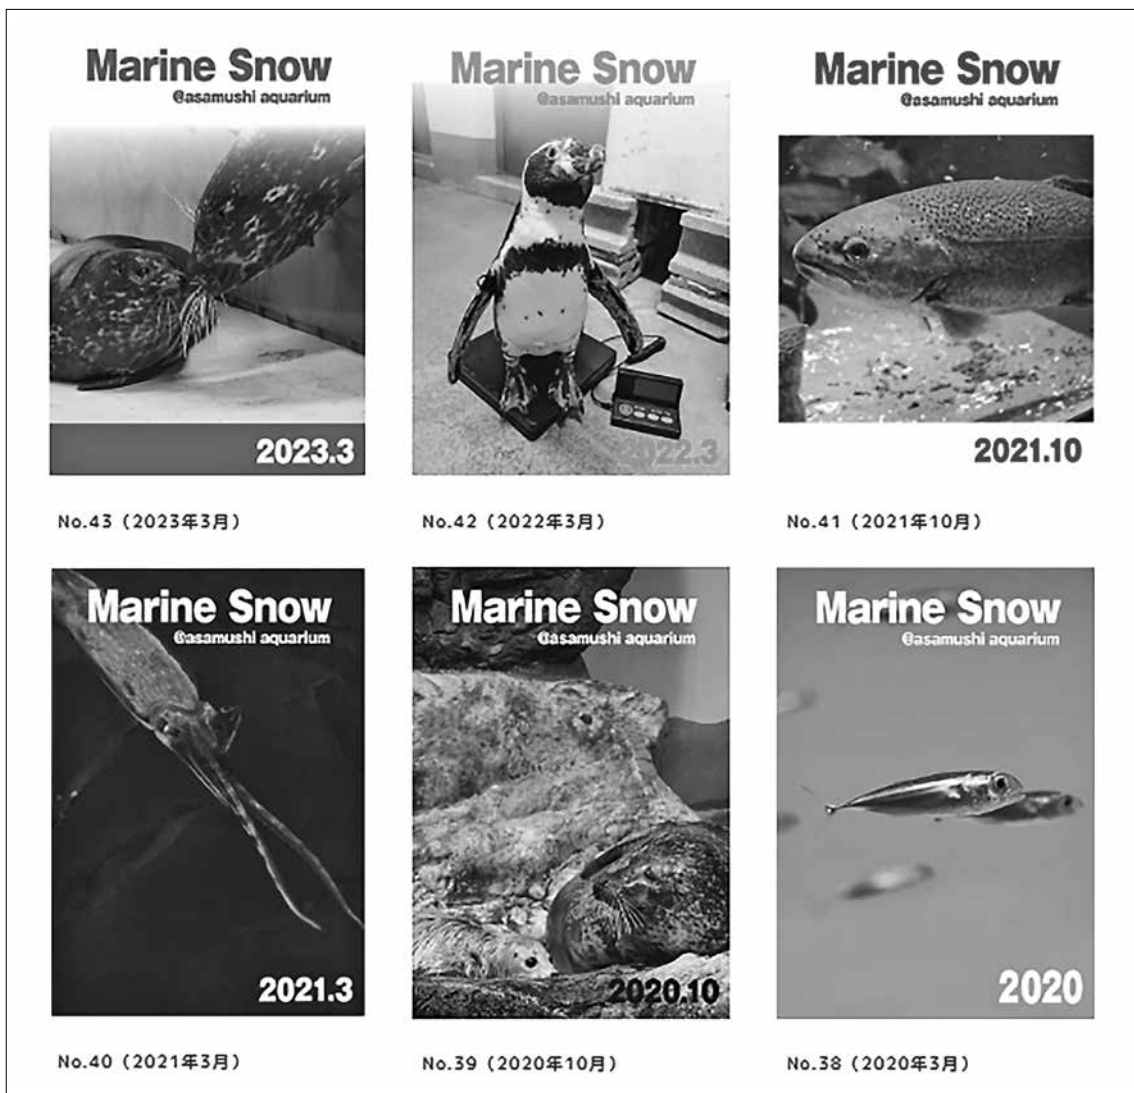 Marine Snow
@asamushi aquarium
2023.3
No.43（2023年3月）
Marine Snow
@asamushi aquarium
2022.3
No.42（2022年3月）
Marine Snow
@asamushi aquarium
2021.10
No.41（2021年10月）
Marine Snow
@asamushi aquarium
2021.3
No.40（2021年3月）
Marine Snow
@asamushi aquarium
2020.10
No.39（2020年10月）
Marine Snow
@asamushi aquarium
2020
No.38（2020年3月）